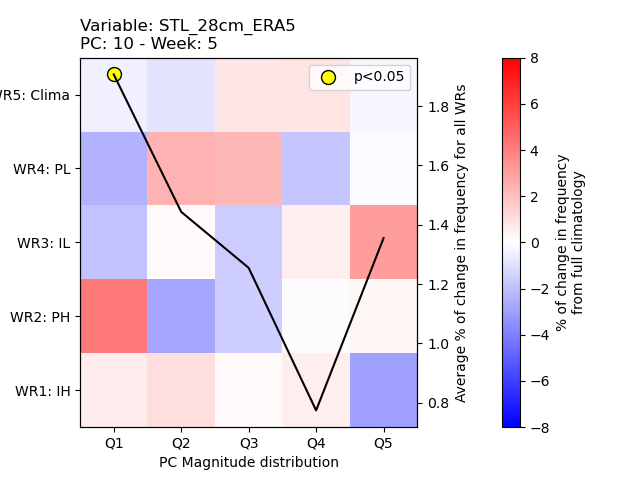 Variable: STL_28cm_ERA5
PC: 10 - Week: 5
p<0.05
WR5: Clima
WR4: PL
WR3: IL
WR2: PH
WR1: IH
Q1 Q2 Q3 Q4 Q5
PC Magnitude distribution
1.8
1.6
1.4
1.2
1.0
0.8
Average % of change in frequency for all WRs
8
6
4
2
0
−2
−4
−6
−8
% of change in frequency
from full climatology